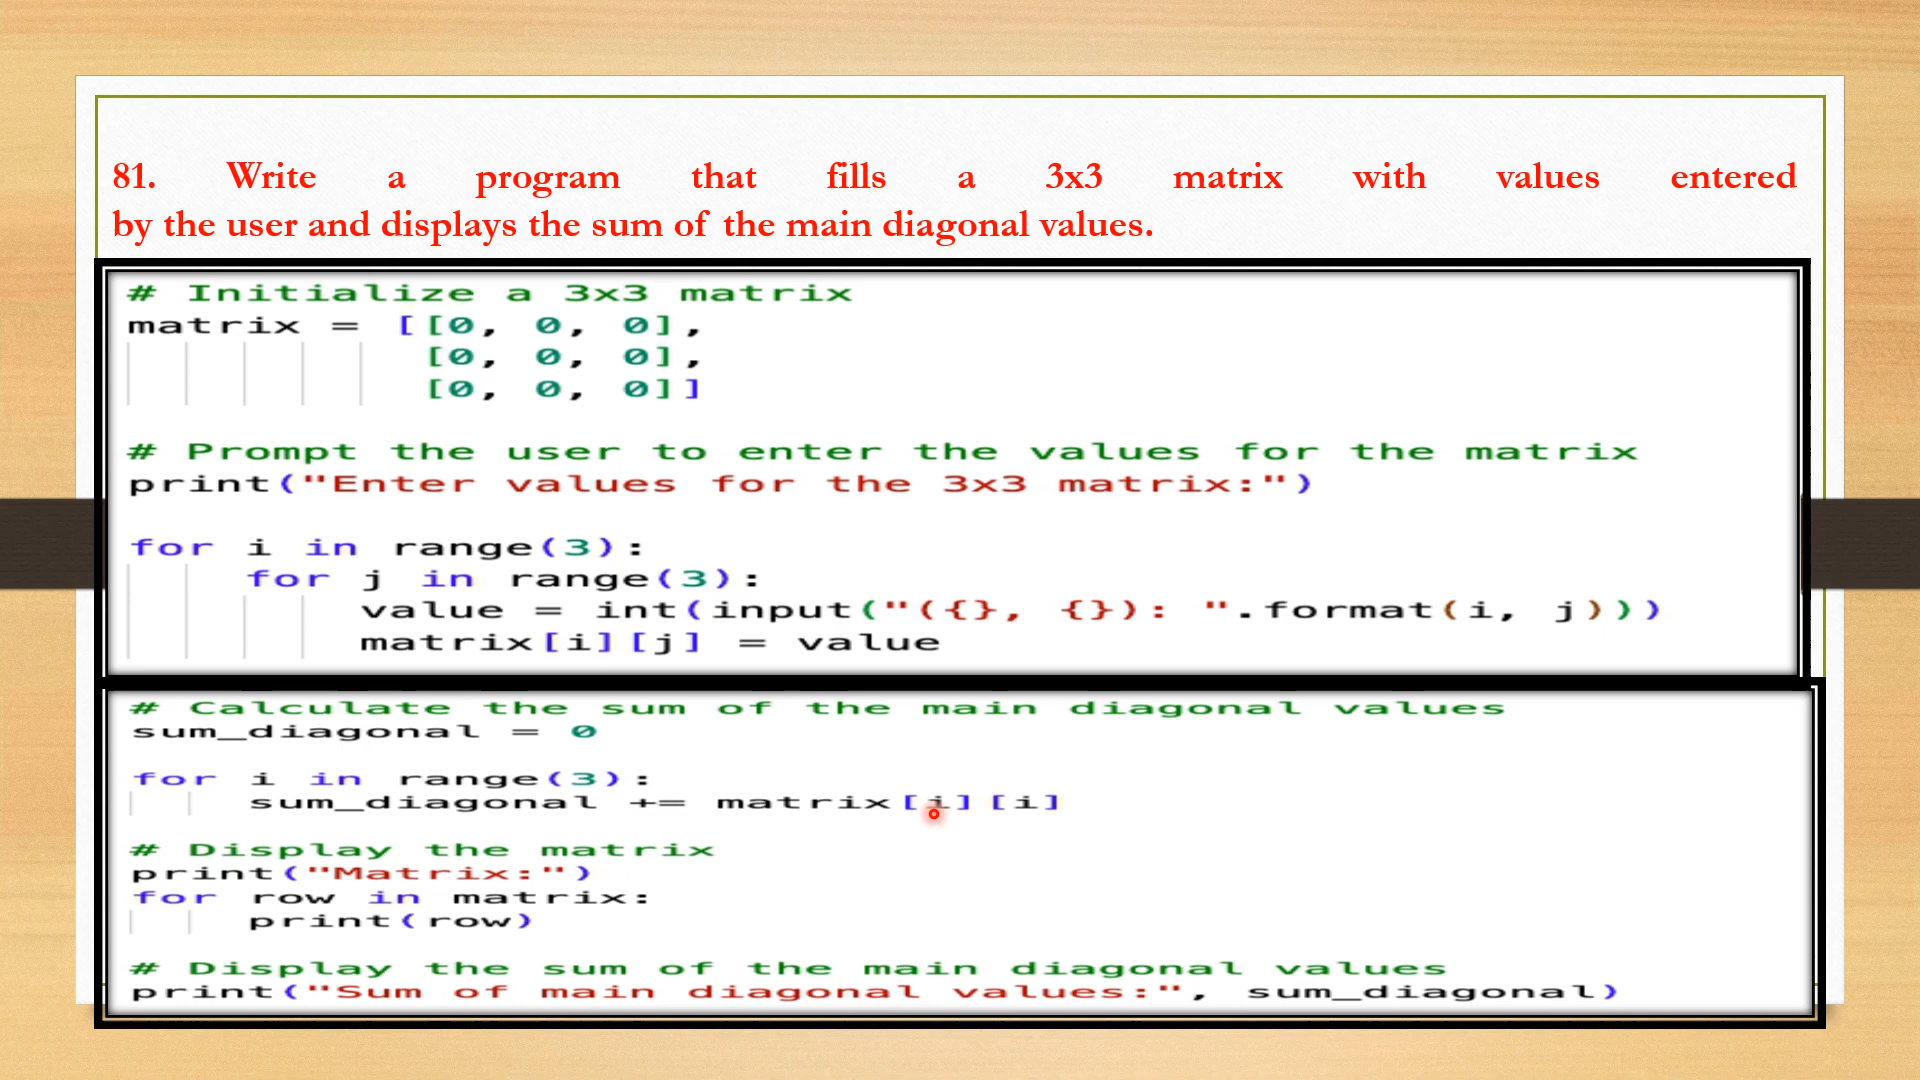 81. Write a program that fills a 3x3 matrix with values entered
by the user and displays the sum of the main diagonal values.
# Initialize a 3x3 matrix
matrix = [[0, 0, 0],
[0, 0, 0],
[0, 0, 0]]
# Prompt the user to enter the values for the matrix
print("Enter values for the 3x3 matrix:")
for i in range(3):
for j in range(3):
value = int(input("({}, {}): ".format(i, j)))
matrix[i][j] = value
# Calculate the sum of the main diagonal values
sum_diagonal = 0
for i in range(3):
sum_diagonal += matrix[i][i]
# Display the matrix
print("Matrix:")
for row in matrix:
print(row)
# Display the sum of the main diagonal values
print("Sum of main diagonal values:", sum_diagonal)